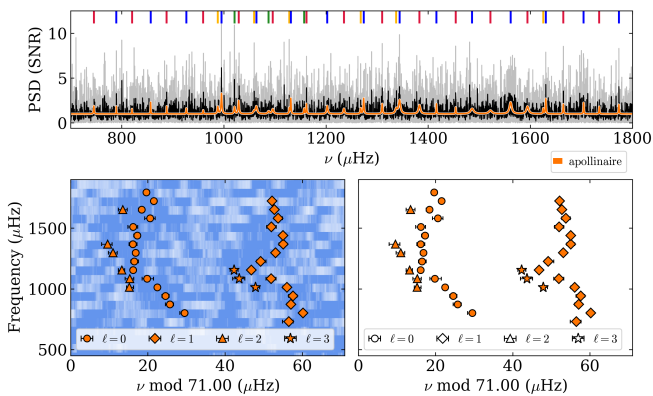 PSD (SNR)
10
5
0
800
1000
1200
1400
1600
1800
ν (μHz)
apollinaire
Frequency (μHz)
1500
1000
500
ℓ = 0
ℓ = 1
ℓ = 2
ℓ = 3
0
20
40
60
ν mod 71.00 (μHz)
ℓ = 0
ℓ = 1
ℓ = 2
ℓ = 3
0
20
40
60
ν mod 71.00 (μHz)